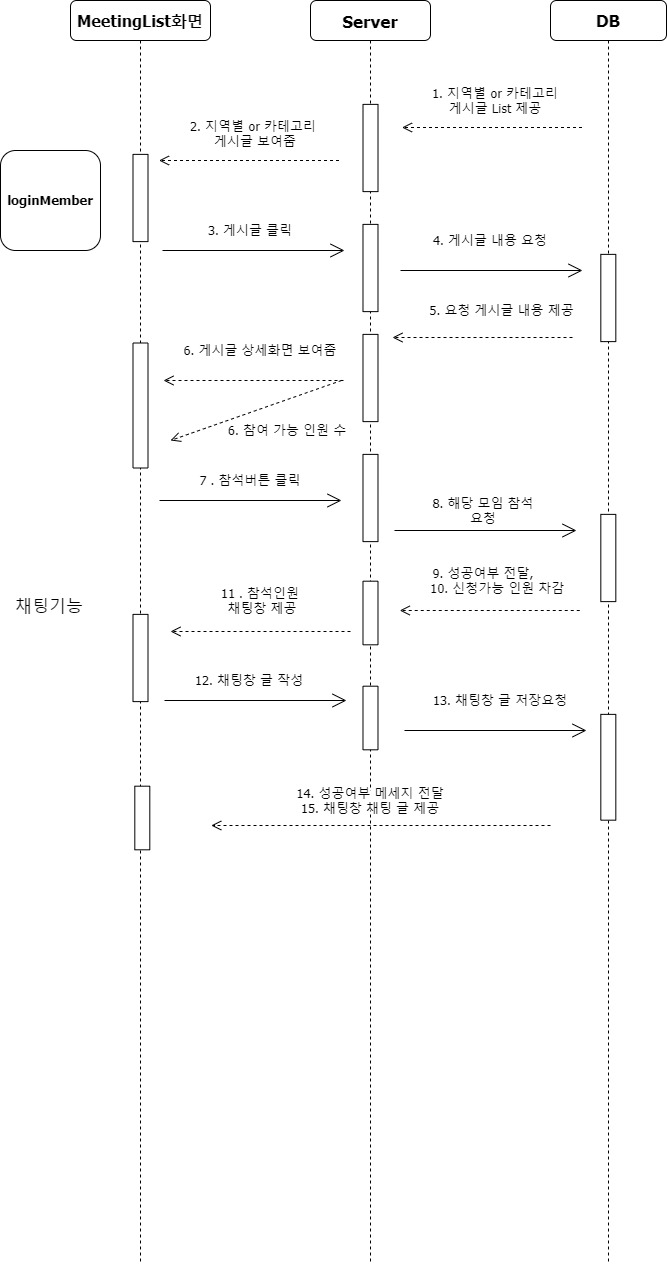 MeetingList화면
Server
DB
1. 지역별 or 카테고리
게시글 List 제공
2. 지역별 or 카테고리
게시글 보여줌
loginMember
3. 게시글 클릭
4. 게시글 내용 요청
5. 요청 게시글 내용 제공
6. 게시글 상세화면 보여줌
6. 참여 가능 인원 수
7 . 참석버튼 클릭
8. 해당 모임 참석
요청
9. 성공여부 전달,
10. 신청가능 인원 차감
11 . 참석인원
채팅창 제공
채팅기능
12. 채팅창 글 작성
13. 채팅창 글 저장요청
14. 성공여부 메세지 전달
15. 채팅창 채팅 글 제공